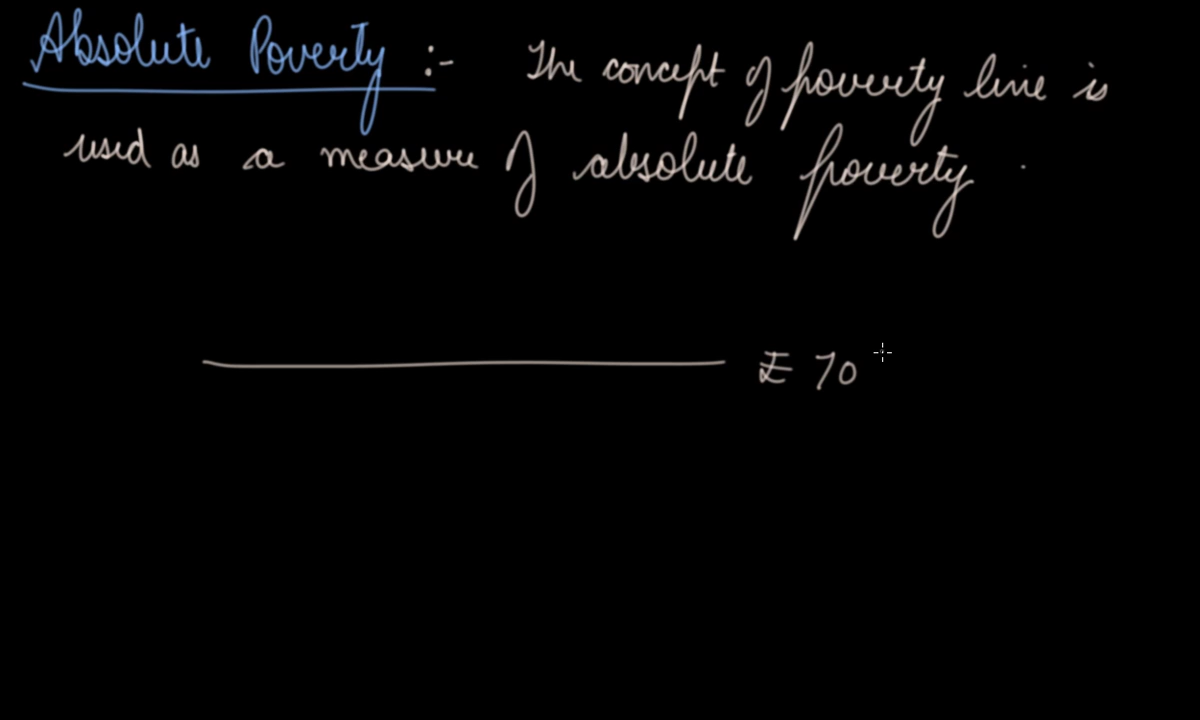 Absolute Poverty :- The concept of poverty line is
used as a measure of absolute poverty .
₤ 70